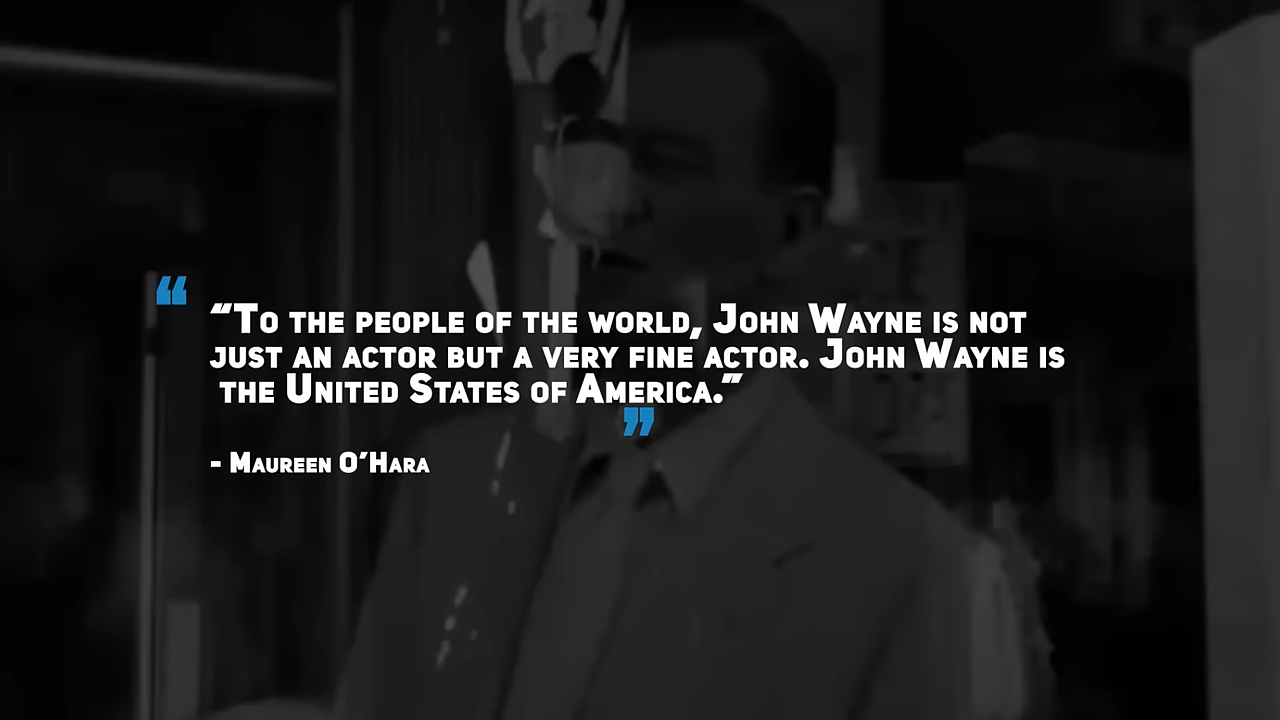 “To the people of the world, John Wayne is not
just an actor but a very fine actor. John Wayne is
the United States of America.”
- Maureen O’Hara